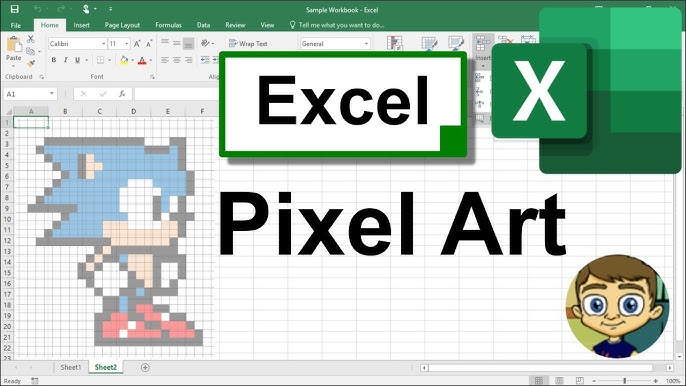 Sample Workbook - Excel
File Home Insert Page Layout Formulas Data Review View Tell me what you want to do...
Calibri 11 Wrap Text
Paste
Clipboard Font
A1 fx
A B C D E F
1
2
3
4
5
6
7
8
9
10
11
12
13
14
15
16
17
18
19
20
21
22
Excel
X
Pixel Art
Sheet1 Sheet2
Ready 100%